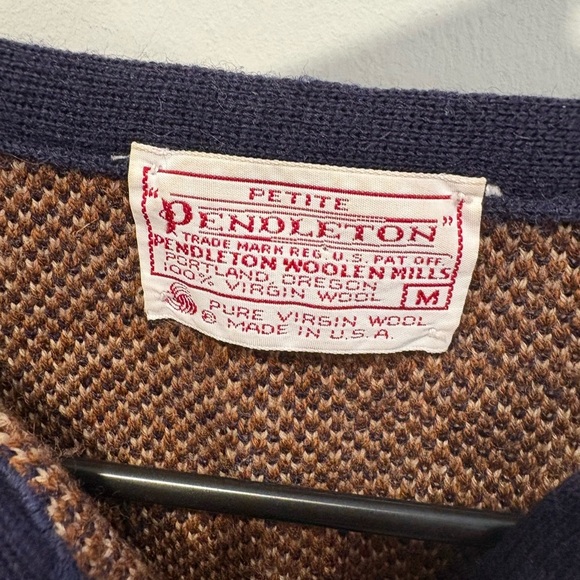 PETITE
"PENDLETON"
TRADE MARK REG. U.S. PAT. OFF.
PENDLETON WOOLEN MILLS
PORTLAND, OREGON
100% VIRGIN WOOL
M
PURE VIRGIN WOOL
® MADE IN U.S.A.